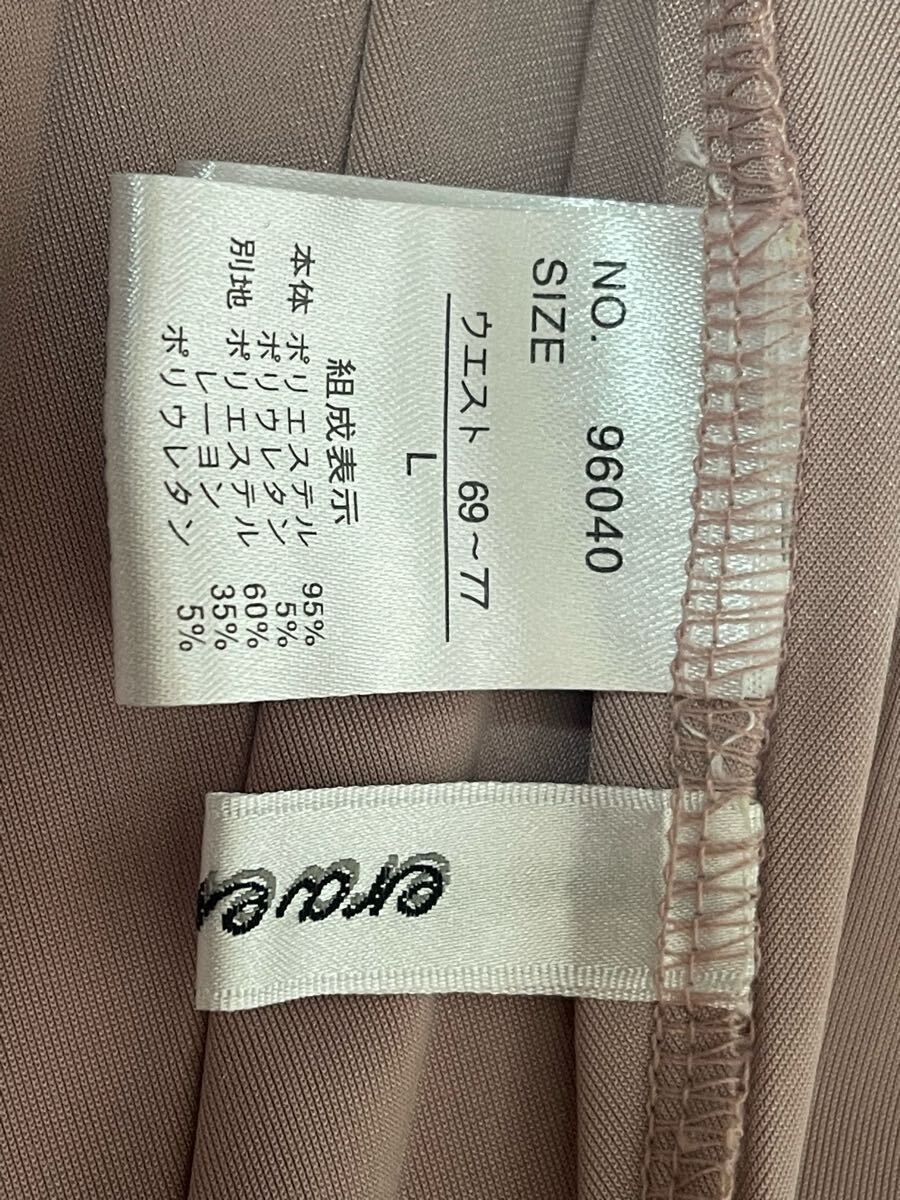 NO. 96040
SIZE
ウエスト 69〜77
L
組成表示
本体 ポリエステル 95%
ポリウレタン 5%
別地 ポリエステル 60%
レーヨン 35%
ポリウレタン 5%